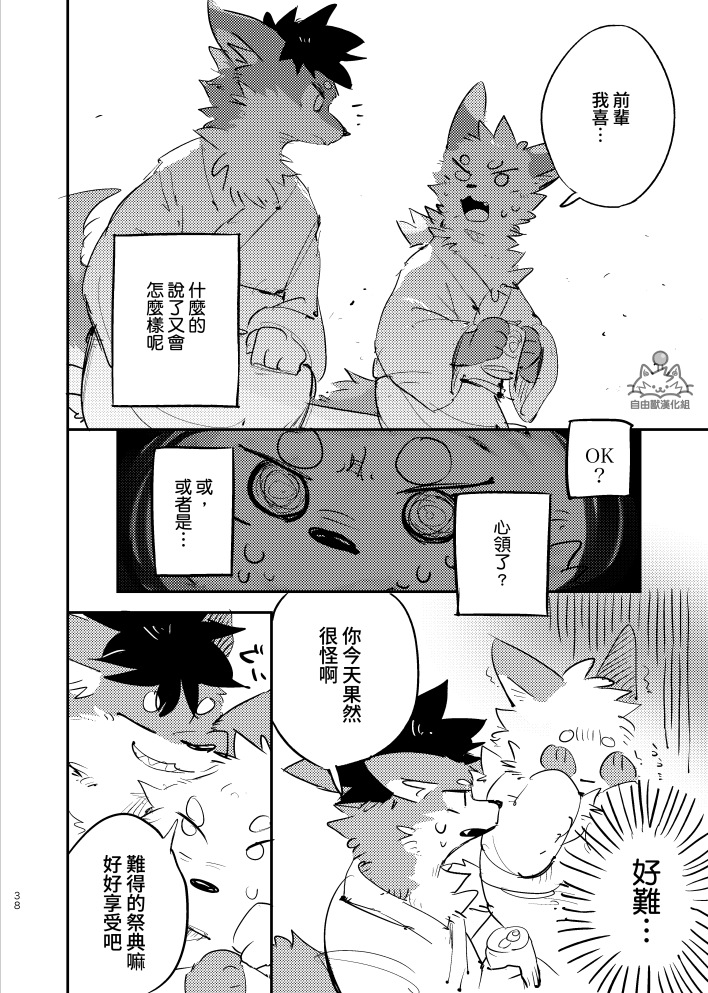 前輩
我喜…
什麼的
說了又會
怎麼樣呢
自由獸漢化組
OK?
心領了？
或，
或者是…
好難…
你今天果然
很怪啊
難得的祭典嘛
好好享受吧
38